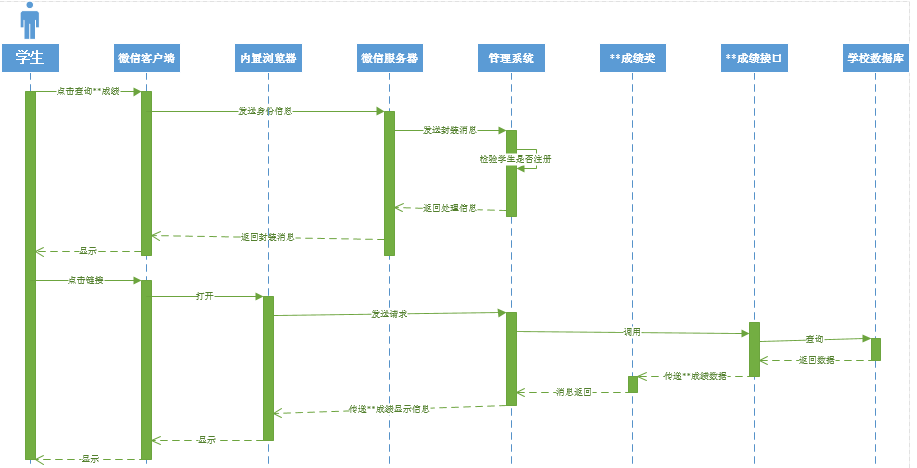 学生
微信客户端
内置浏览器
微信服务器
管理系统
**成绩类
**成绩接口
学校数据库
点击查询**成绩
发送身份信息
发送封装消息
检验学生是否注册
返回处理信息
返回封装消息
显示
点击链接
打开
发送请求
调用
查询
返回数据
传递**成绩数据
消息返回
传递**成绩显示信息
显示
显示